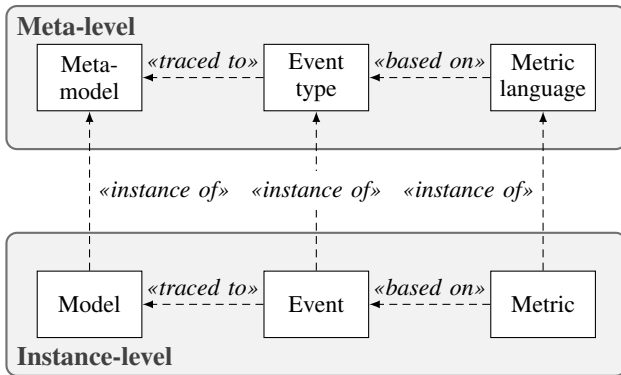 Meta-level
Meta-
model
«traced to»
Event
type
«based on»
Metric
language
«instance of»
«instance of»
«instance of»
Model
«traced to»
Event
«based on»
Metric
Instance-level